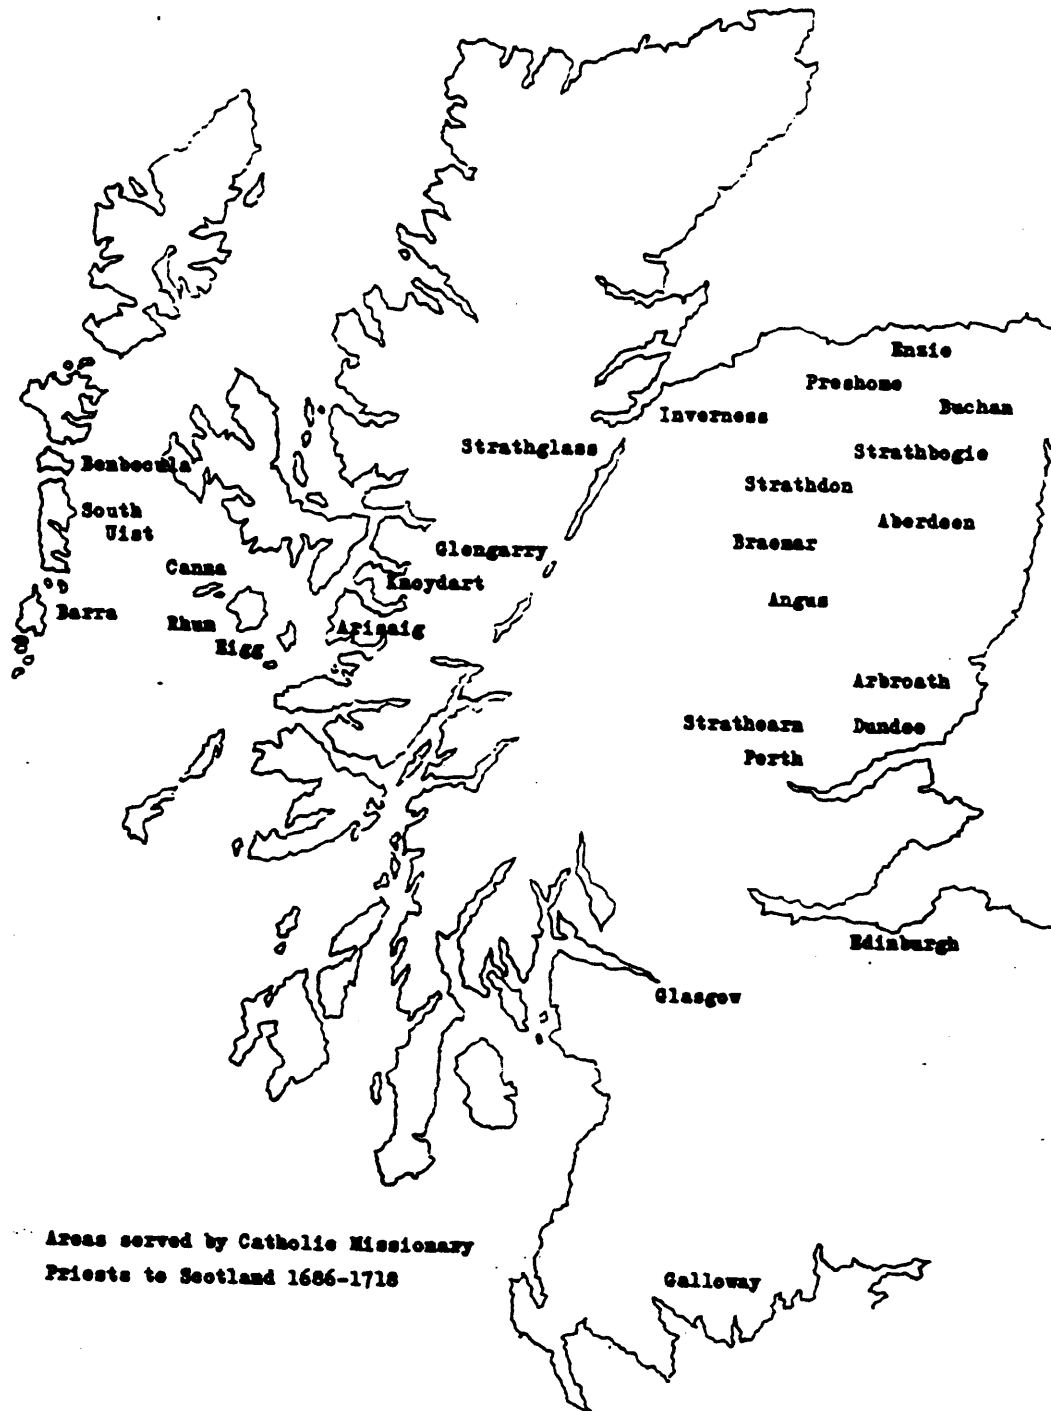 Enzie
Preshome
Buchan
Inverness
Strathglass
Strathbogie
Benbecula
Strathdon
South
Uist
Aberdeen
Braemar
Glengarry
Canna
Knoydart
Angus
Barra
Rhum
Arisaig
Eigg
Arbroath
Strathearn
Dundee
Perth
Edinburgh
Glasgow
Areas served by Catholic Missionary
Priests to Scotland 1686-1718
Galloway